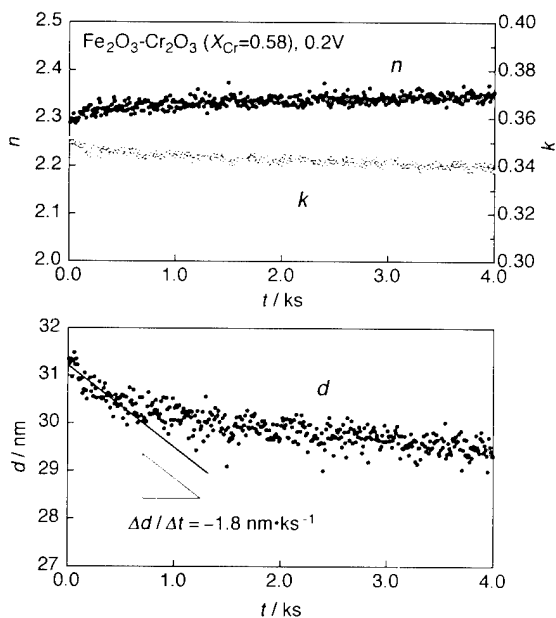 Fe₂O₃-Cr₂O₃ (X_Cr=0.58), 0.2V
n
2.5
2.4
2.3
2.2
2.1
2.0
n
k
0.40
0.38
0.36
0.34
0.32
0.30
k
0.0 1.0 2.0 3.0 4.0
t / ks
d / nm
32
31
30
29
28
27
d
Δd / Δt = −1.8 nm•ks⁻¹
0.0 1.0 2.0 3.0 4.0
t / ks